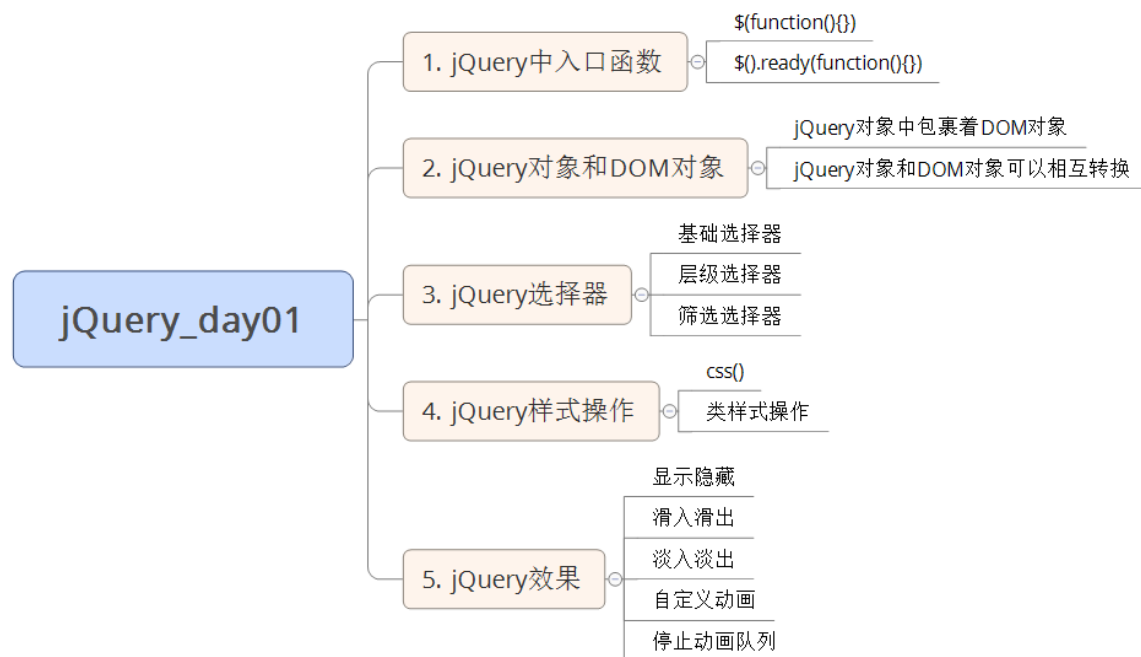 jQuery_day01
1. jQuery中入口函数
$(function(){})
$().ready(function(){})
2. jQuery对象和DOM对象
jQuery对象中包裹着DOM对象
jQuery对象和DOM对象可以相互转换
3. jQuery选择器
基础选择器
层级选择器
筛选选择器
4. jQuery样式操作
css()
类样式操作
5. jQuery效果
显示隐藏
滑入滑出
淡入淡出
自定义动画
停止动画队列